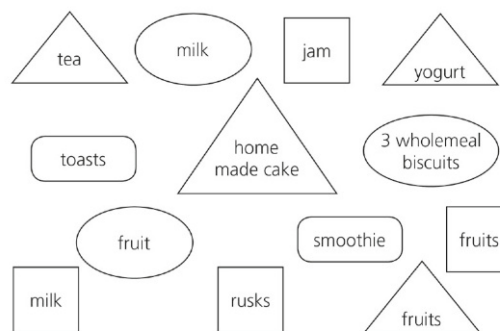 tea
milk
jam
yogurt
toasts
home
made cake
3 wholemeal
biscuits
fruit
smoothie
fruits
milk
rusks
fruits